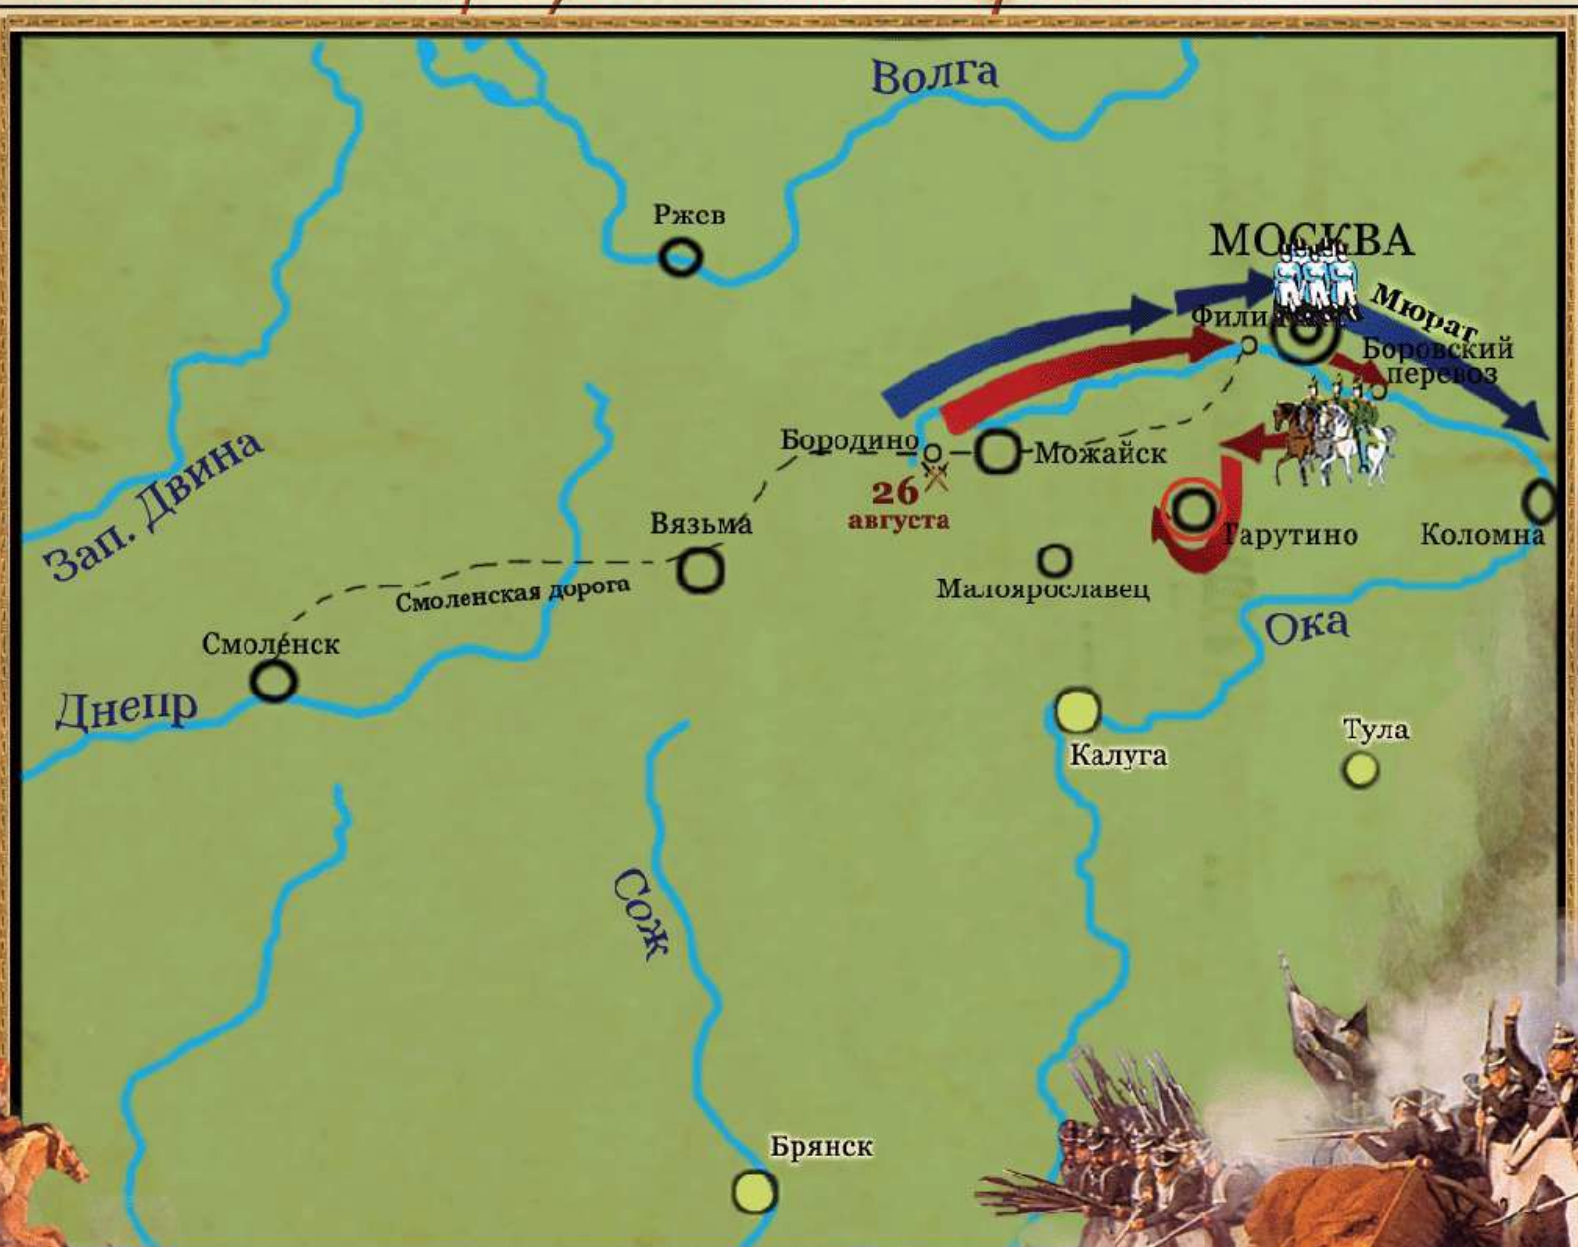 Волга
Ржев
МОСКВА
Мюрат
Фили
Боровский
перевоз
Бородино
Можайск
26
августа
Зап. Двина
Вязьма
Тарутино
Коломна
Смоленская дорога
Малоярославец
Ока
Смоленск
Днепр
Тула
Калуга
Сож
Брянск